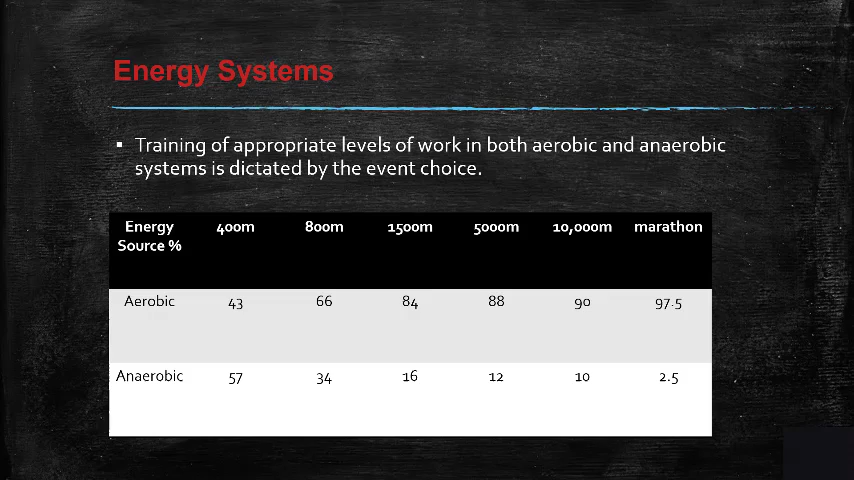 Energy Systems
▪ Training of appropriate levels of work in both aerobic and anaerobic
systems is dictated by the event choice.
Energy Source % 400m 800m 1500m 5000m 10,000m marathon
Aerobic 43 66 84 88 90 97.5
Anaerobic 57 34 16 12 10 2.5